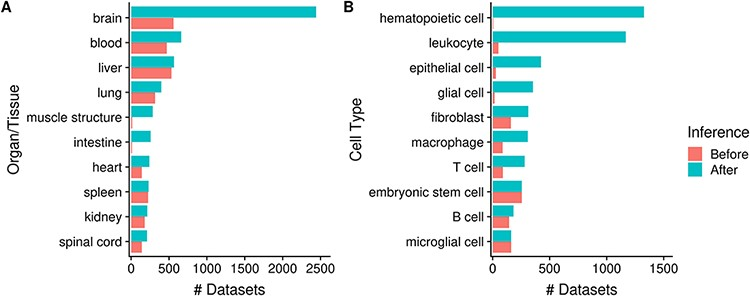 A
Organ/Tissue
brain
blood
liver
lung
muscle structure
intestine
heart
spleen
kidney
spinal cord
0 500 1000 1500 2000 2500
# Datasets
B
Cell Type
hematopoietic cell
leukocyte
epithelial cell
glial cell
fibroblast
macrophage
T cell
embryonic stem cell
B cell
microglial cell
0 500 1000 1500
# Datasets
Inference
Before
After